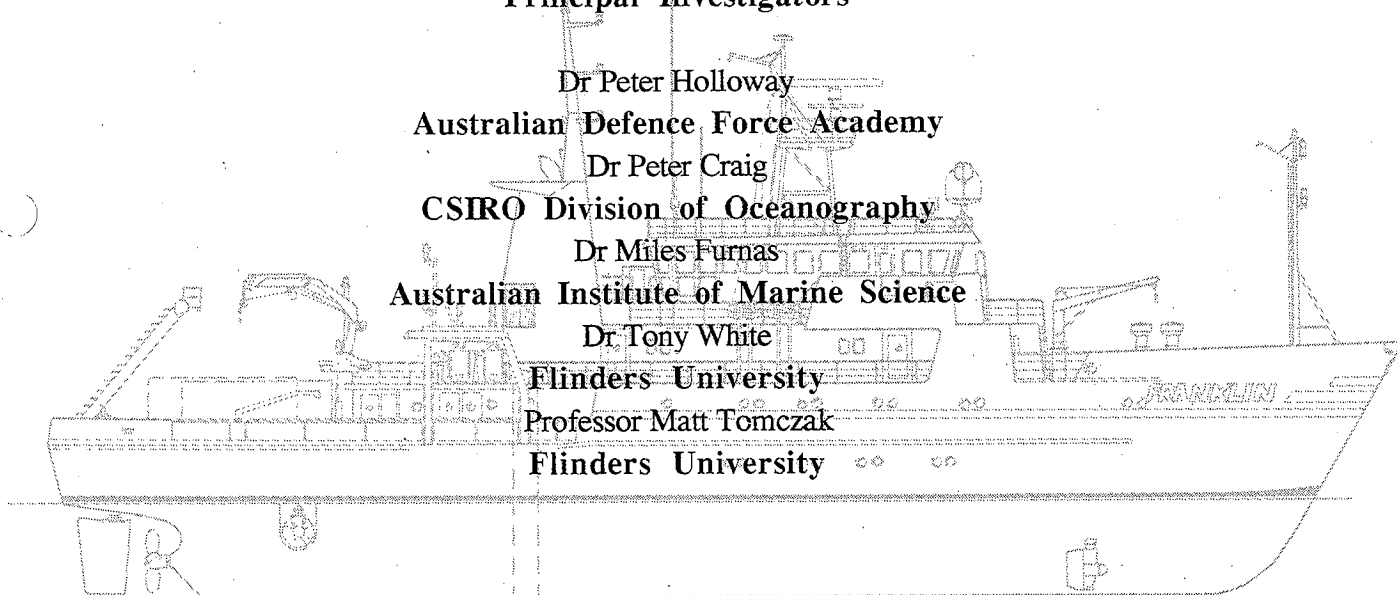 Principal Investigators
Dr Peter Holloway
Australian Defence Force Academy
Dr Peter Craig
CSIRO Division of Oceanography
Dr Miles Furnas
Australian Institute of Marine Science
Dr Tony White
Flinders University
FRANKLIN
Professor Matt Tomczak
Flinders University